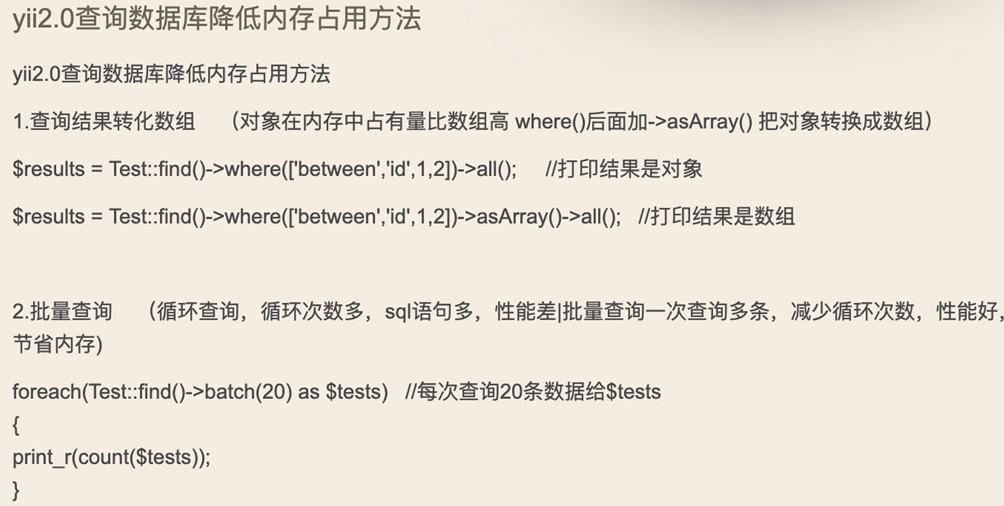 yii2.0查询数据库降低内存占用方法
yii2.0查询数据库降低内存占用方法
1.查询结果转化数组 （对象在内存中占有量比数组高 where()后面加->asArray() 把对象转换成数组）
$results = Test::find()->where(['between','id',1,2])->all(); //打印结果是对象
$results = Test::find()->where(['between','id',1,2])->asArray()->all(); //打印结果是数组
2.批量查询 （循环查询，循环次数多，sql语句多，性能差|批量查询一次查询多条，减少循环次数，性能好，
节省内存)
foreach(Test::find()->batch(20) as $tests) //每次查询20条数据给$tests
{
print_r(count($tests));
}